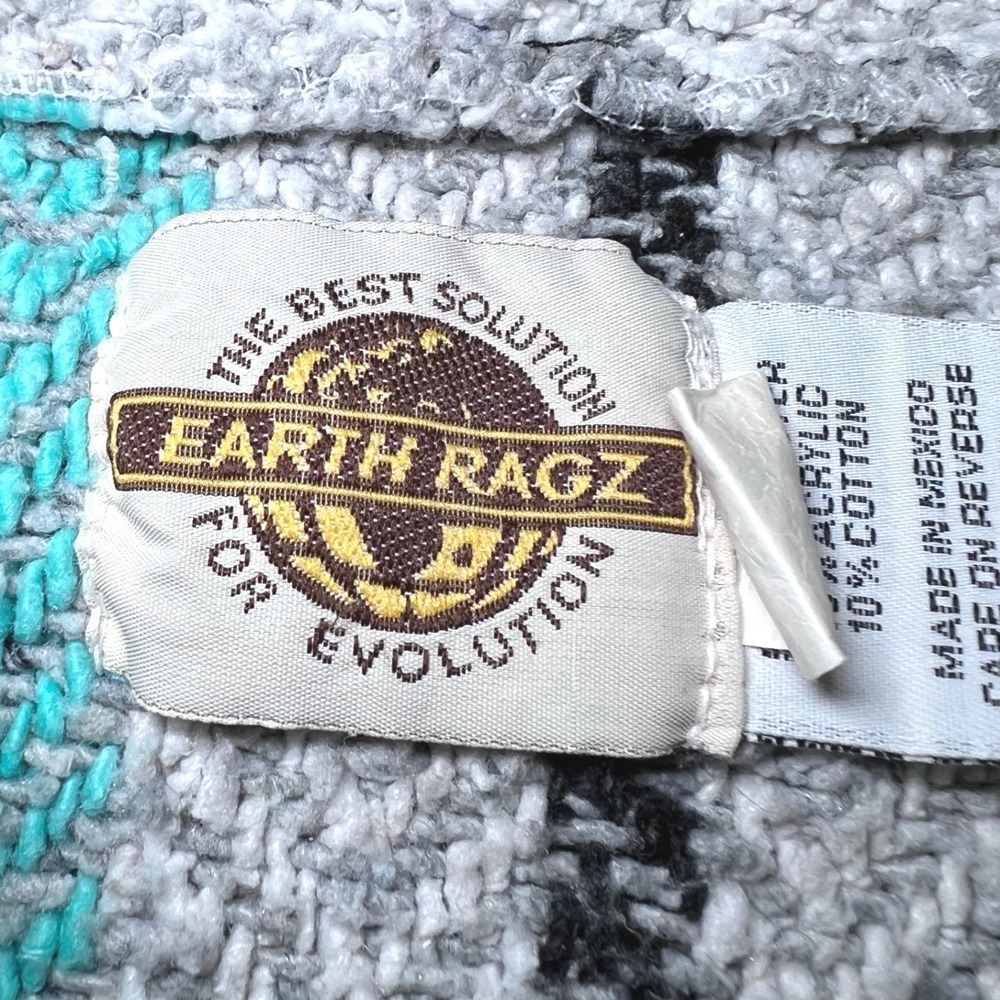 THE BEST SOLUTION
EARTH RAGZ
FOR EVOLUTION
ACRYLIC
10% COTTON
MADE IN MEXICO
CARE ON REVERSE